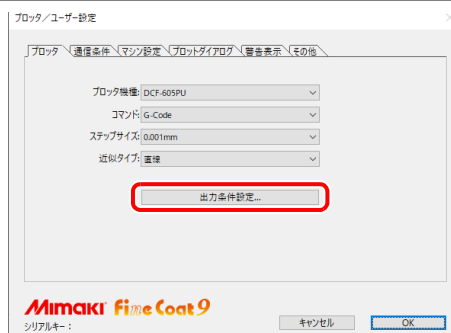 プロッタ／ユーザー設定
プロッタ 通信条件 マシン設定 プロットダイアログ 警告表示 その他
プロッタ機種: DCF-605PU
コマンド: G-Code
ステップサイズ: 0.001mm
近似タイプ: 直線
出力条件設定...
Mimaki Fine Coat 9
シリアルキー：
キャンセル OK